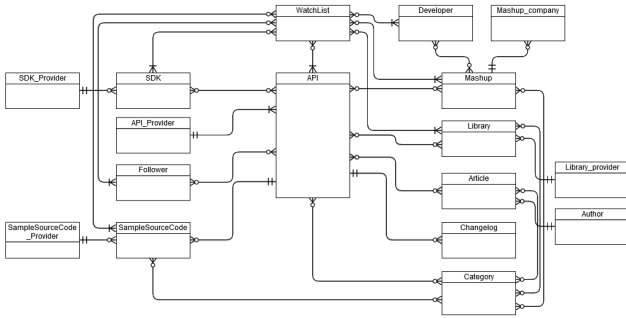 WatchList
Developer
Mashup_company
SDK_Provider
SDK
API
Mashup
API_Provider
Library
Follower
Library_provider
Article
Author
SampleSourceCode
_Provider
SampleSourceCode
Changelog
Category